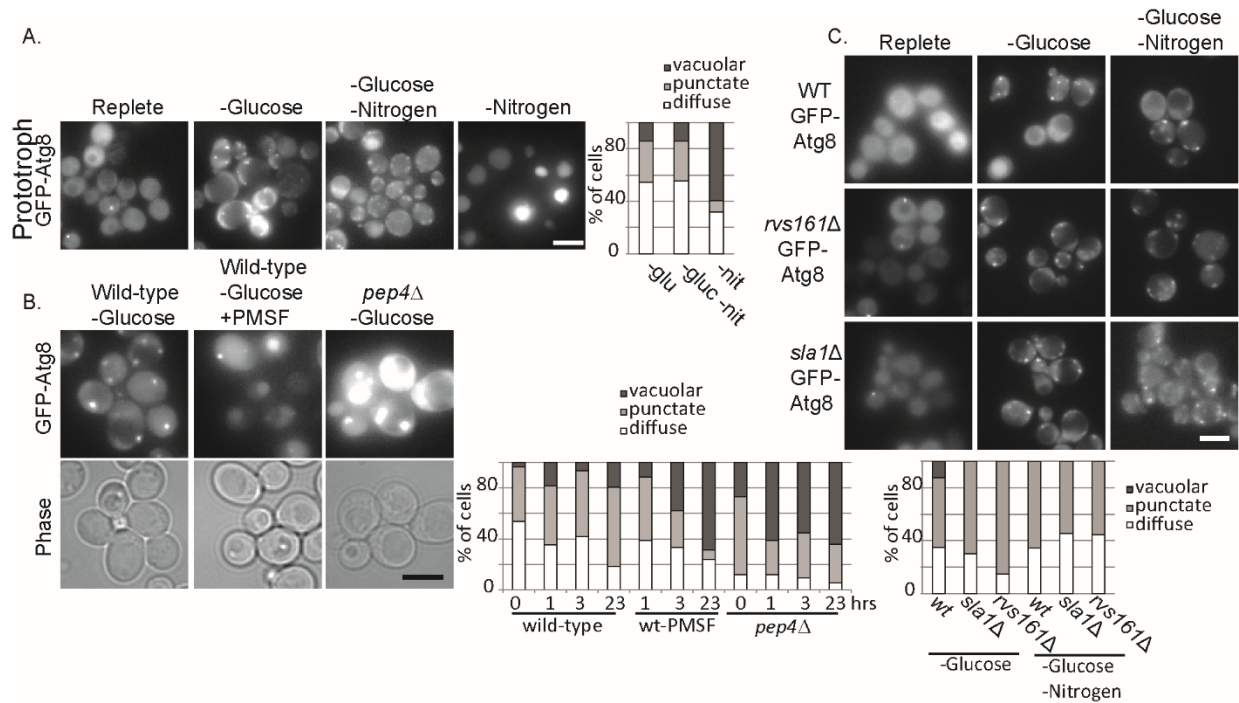 A.
Replete
-Glucose
-Glucose
-Nitrogen
-Nitrogen
Prototroph
GFP-Atg8
vacuolar
punctate
diffuse
% of cells
80
40
0
-glu
-gluc -nit
-nit
B.
Wild-type
-Glucose
Wild-type
-Glucose
+PMSF
pep4Δ
-Glucose
GFP-Atg8
Phase
vacuolar
punctate
diffuse
% of cells
80
40
0
0 1 3 23 1 3 23 0 1 3 23 hrs
wild-type wt-PMSF pep4Δ
C.
Replete
-Glucose
-Glucose
-Nitrogen
WT
GFP-
Atg8
rvs161Δ
GFP-
Atg8
sla1Δ
GFP-
Atg8
% of cells
80
40
0
vacuolar
punctate
diffuse
wt sla1Δ rvs161Δ wt sla1Δ rvs161Δ
-Glucose
-Glucose
-Nitrogen